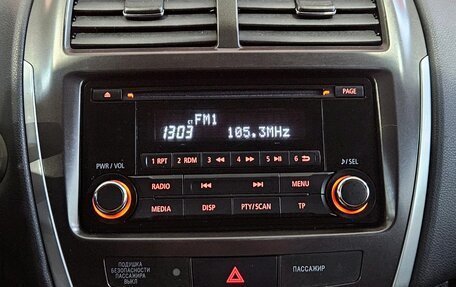 PAGE
ST FM1
1303 105.3MHz
1 RPT 2 RDM 3 4 5 6
PWR / VOL
♪/ SEL
RADIO MENU
MEDIA DISP PTY/SCAN TP
ПОДУШКА
БЕЗОПАСНОСТИ
ПАССАЖИРА
ВЫКЛ
ПАССАЖИР